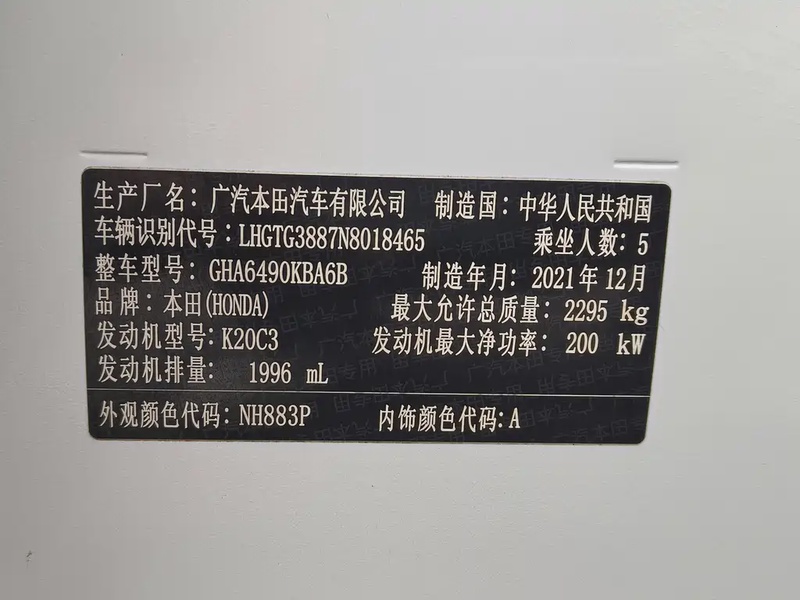 生产厂名：广汽本田汽车有限公司 制造国：中华人民共和国
车辆识别代号：LHGTG3887N8018465 乘坐人数：5
整车型号：GHA6490KBA6B 制造年月：2021年12月
品牌：本田(HONDA) 最大允许总质量：2295 kg
发动机型号：K20C3 发动机最大净功率：200 kW
发动机排量：1996 mL
外观颜色代码：NH883P 内饰颜色代码：A